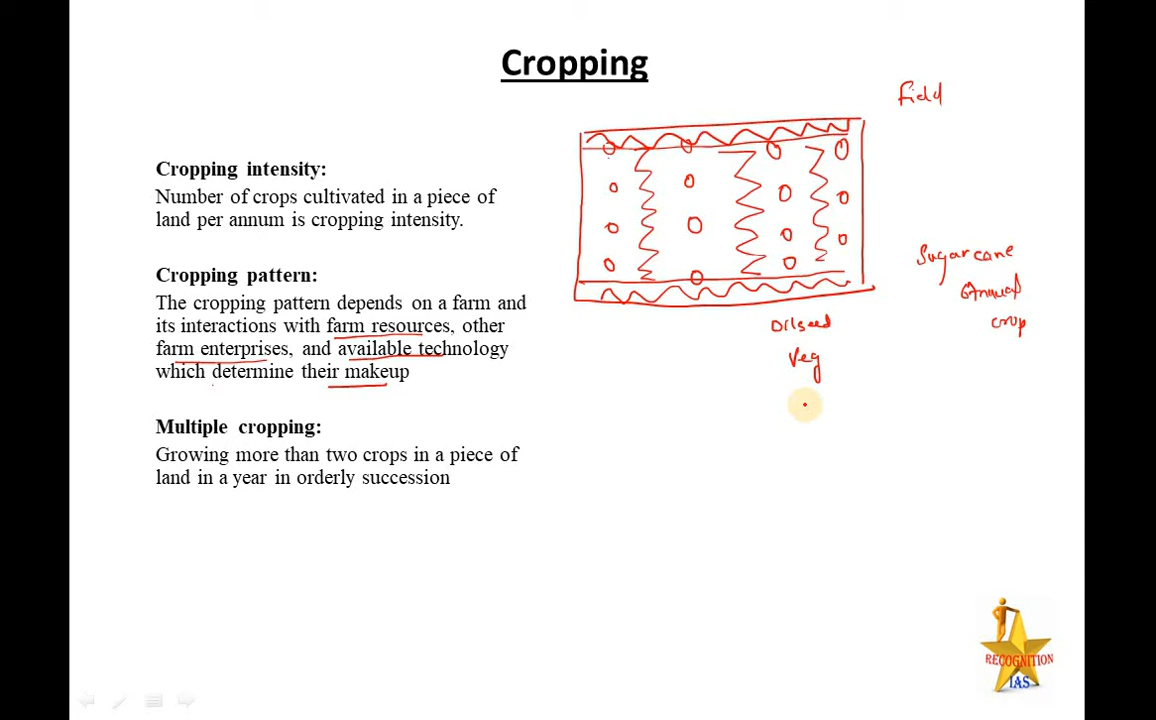 Cropping
field
Cropping intensity:
Number of crops cultivated in a piece of
land per annum is cropping intensity.
Cropping pattern:
The cropping pattern depends on a farm and
its interactions with farm resources, other
farm enterprises, and available technology
which determine their makeup
Multiple cropping:
Growing more than two crops in a piece of
land in a year in orderly succession
Sugarcane
Annual
crop
Oilseed
Veg
RECOGNITION
IAS